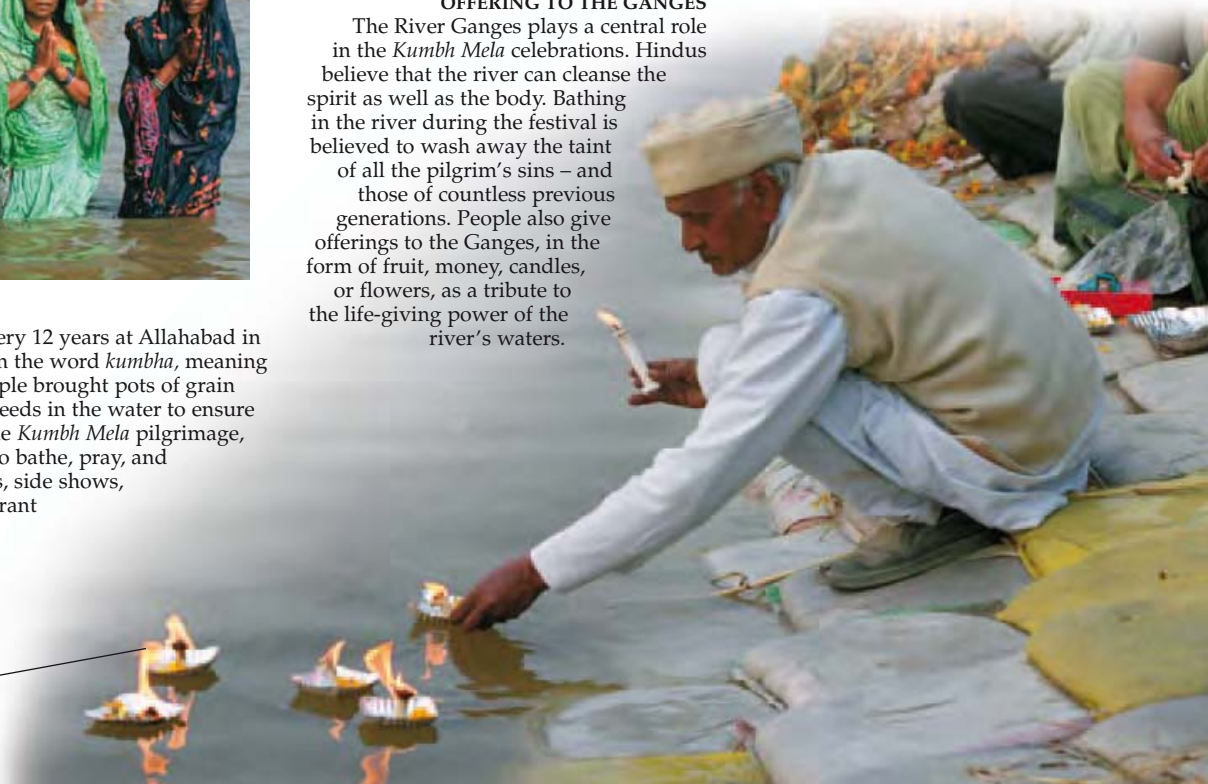 OFFERING TO THE GANGES
The River Ganges plays a central role
in the Kumbh Mela celebrations. Hindus
believe that the river can cleanse the
spirit as well as the body. Bathing
in the river during the festival is
believed to wash away the taint
of all the pilgrim's sins – and
those of countless previous
generations. People also give
offerings to the Ganges, in the
form of fruit, money, candles,
or flowers, as a tribute to
the life-giving power of the
river's waters.
12 years at Allahabad in
the word kumbha, meaning
brought pots of grain
in the water to ensure
Kumbh Mela pilgrimage,
bathe, pray, and
side shows,